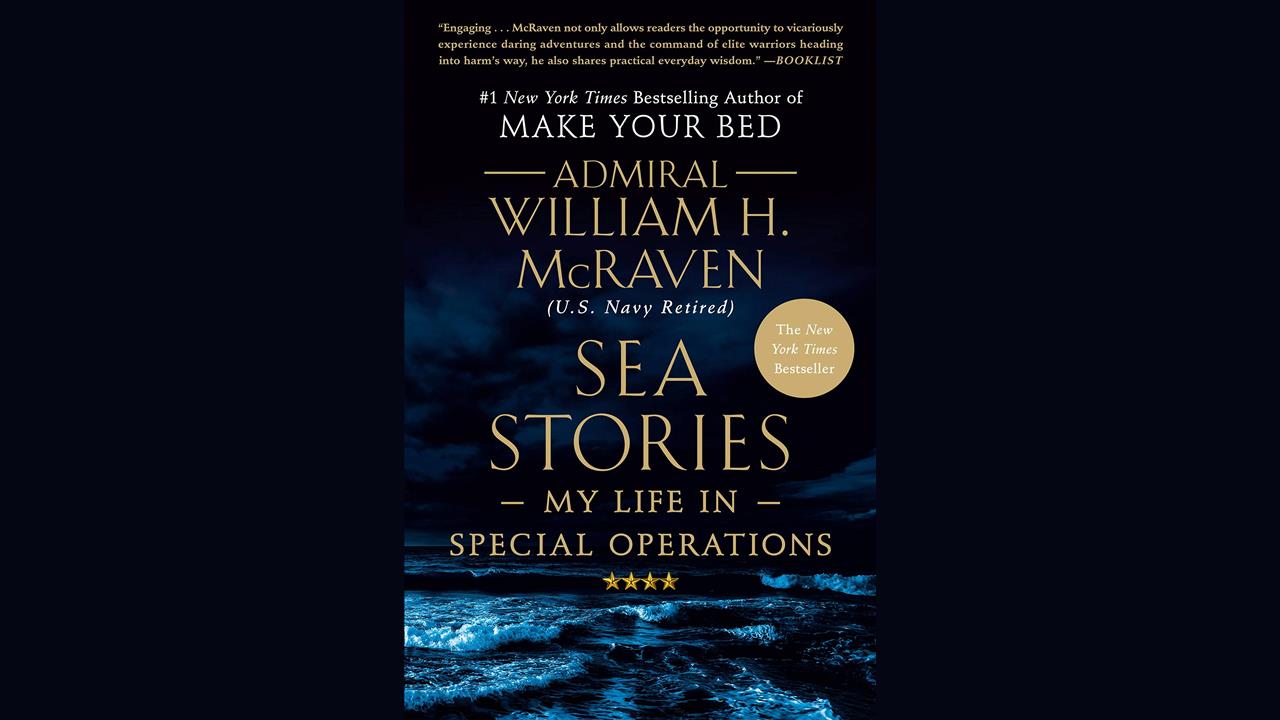 “Engaging . . . McRaven not only allows readers the opportunity to vicariously
experience daring adventures and the command of elite warriors heading
into harm’s way, he also shares practical everyday wisdom.” —BOOKLIST
#1 New York Times Bestselling Author of
MAKE YOUR BED
ADMIRAL
WILLIAM H.
McRAVEN
(U.S. Navy Retired)
The New
York Times
Bestseller
SEA
STORIES
– MY LIFE IN –
SPECIAL OPERATIONS